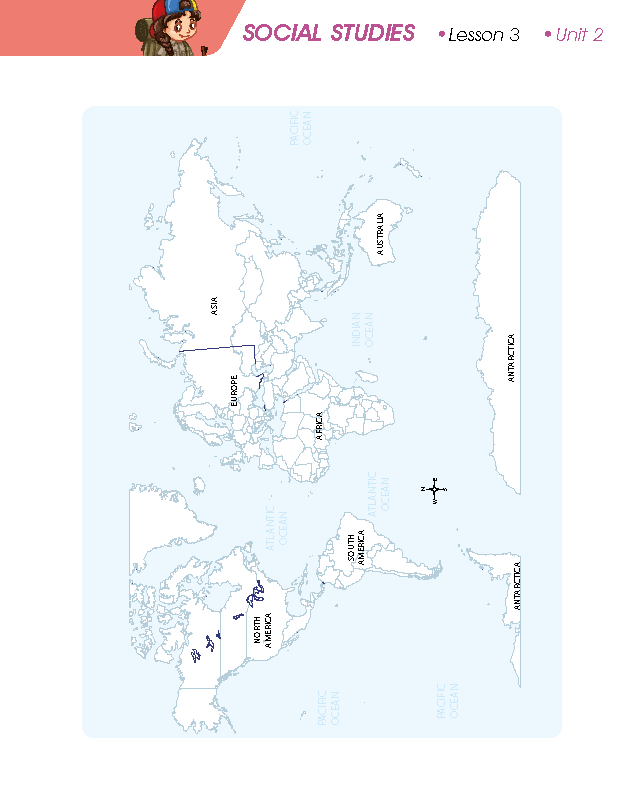 SOCIAL STUDIES • Lesson 3 • Unit 2
PACIFIC
OCEAN
AUSTRALIA
ASIA
INDIAN
OCEAN
ANTARCTICA
EUROPE
AFRICA
ATLANTIC
OCEAN
N
E
S
W
ATLANTIC
OCEAN
SOUTH
AMERICA
ANTARCTICA
NORTH
AMERICA
PACIFIC
OCEAN
PACIFIC
OCEAN